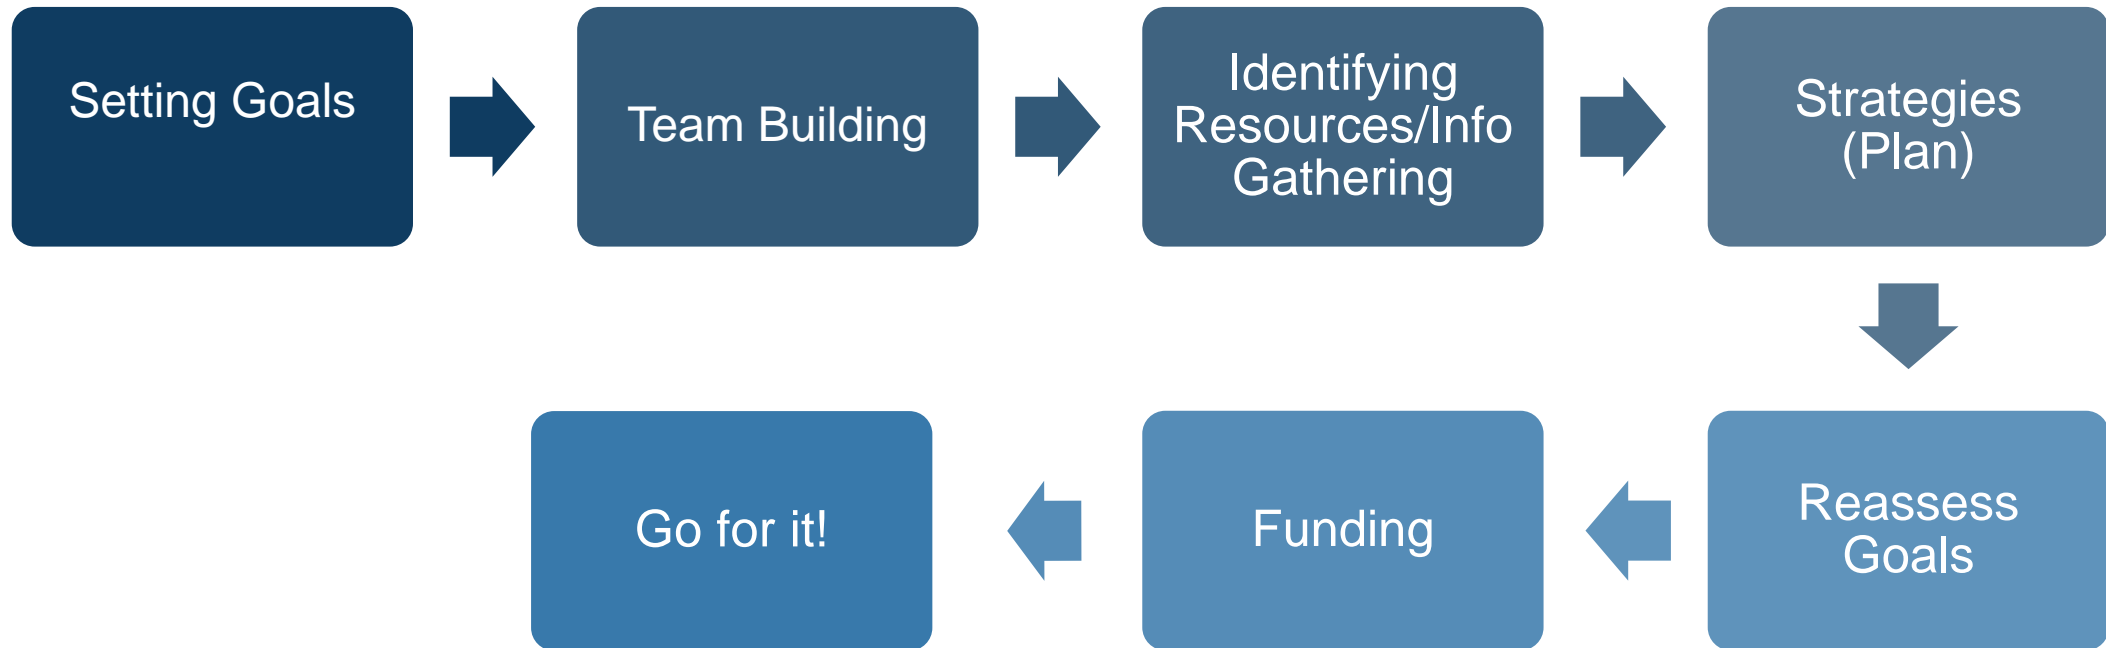 Setting Goals
Team Building
Identifying
Resources/Info
Gathering
Strategies
(Plan)
Reassess
Goals
Funding
Go for it!